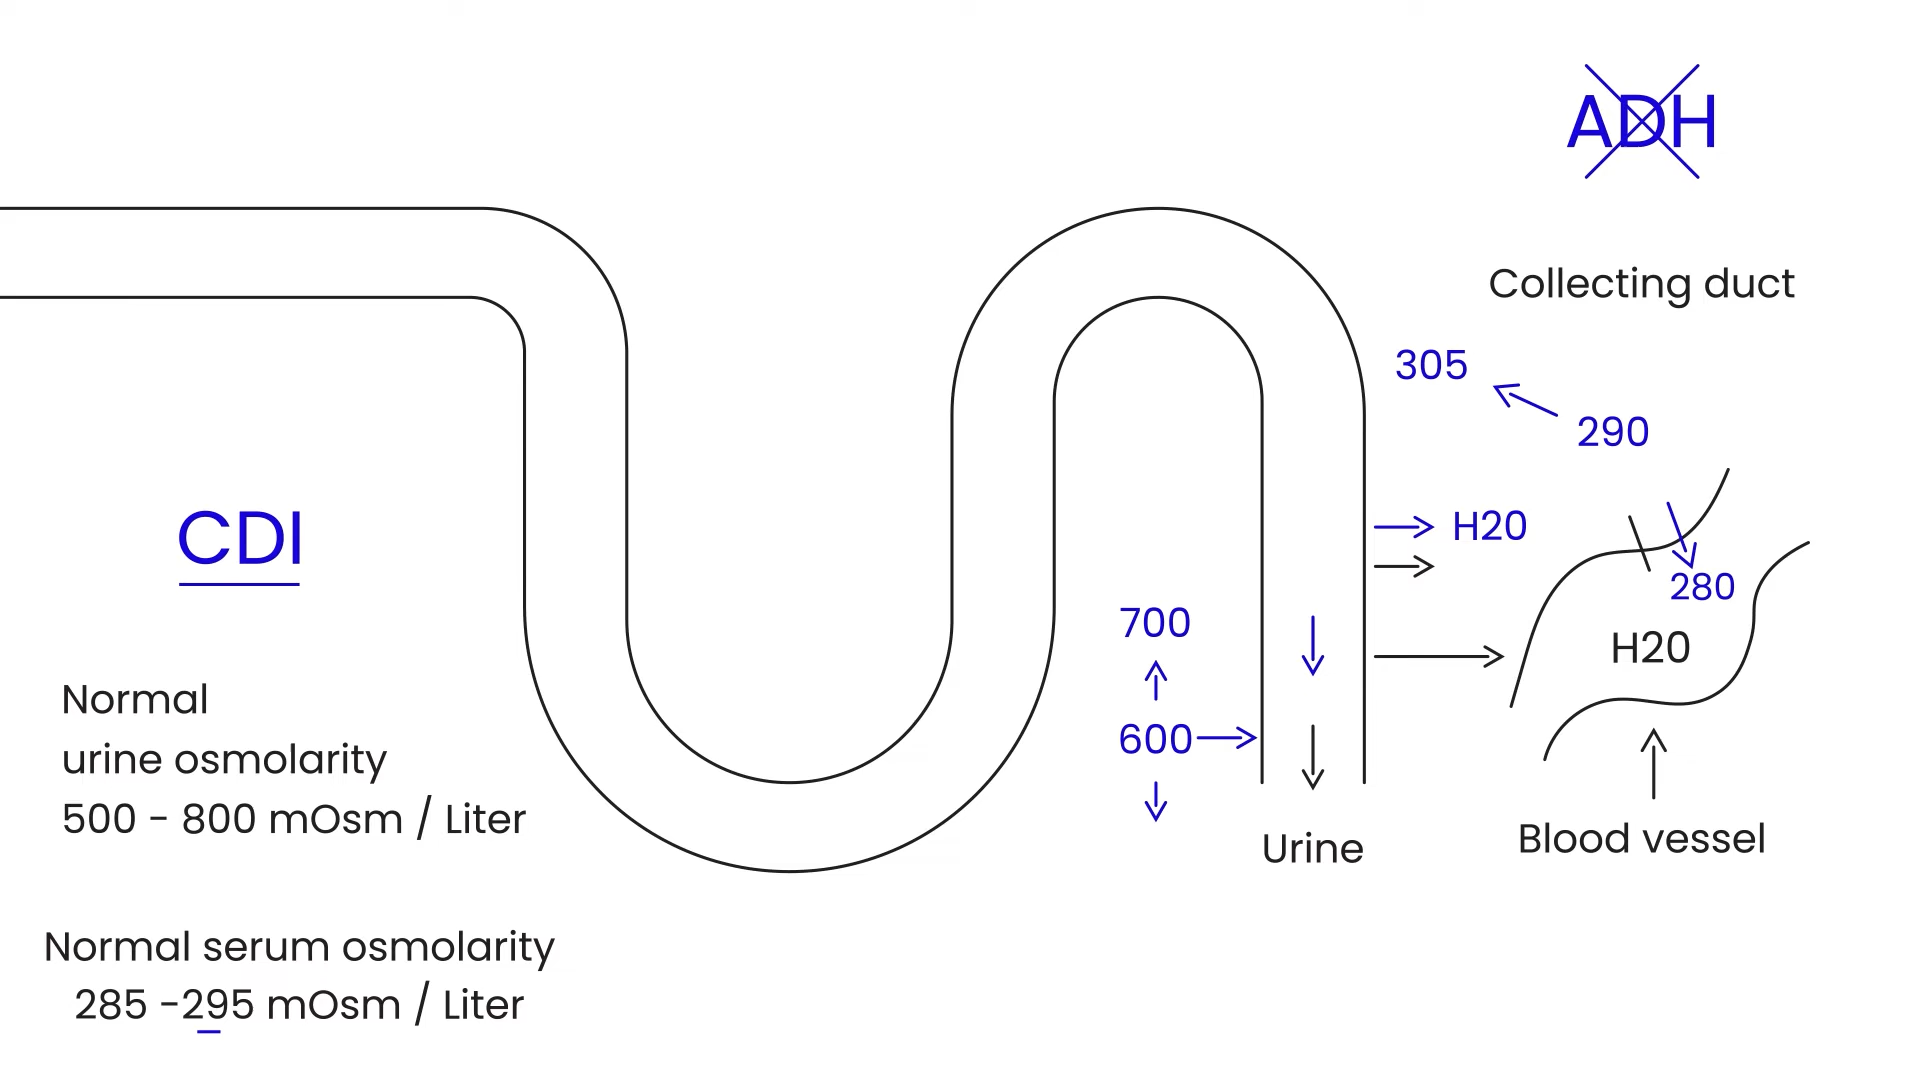 ADH
Collecting duct
305
290
H20
280
H20
700
600
Urine
Blood vessel
CDI
Normal
urine osmolarity
500 - 800 mOsm / Liter
Normal serum osmolarity
285 -295 mOsm / Liter